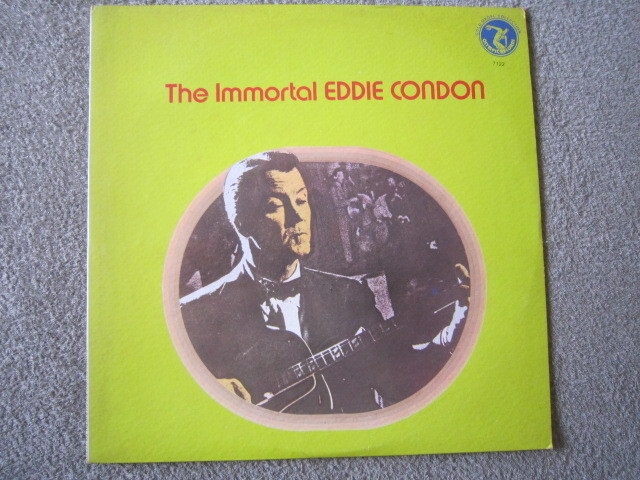 The Immortal EDDIE CONDON